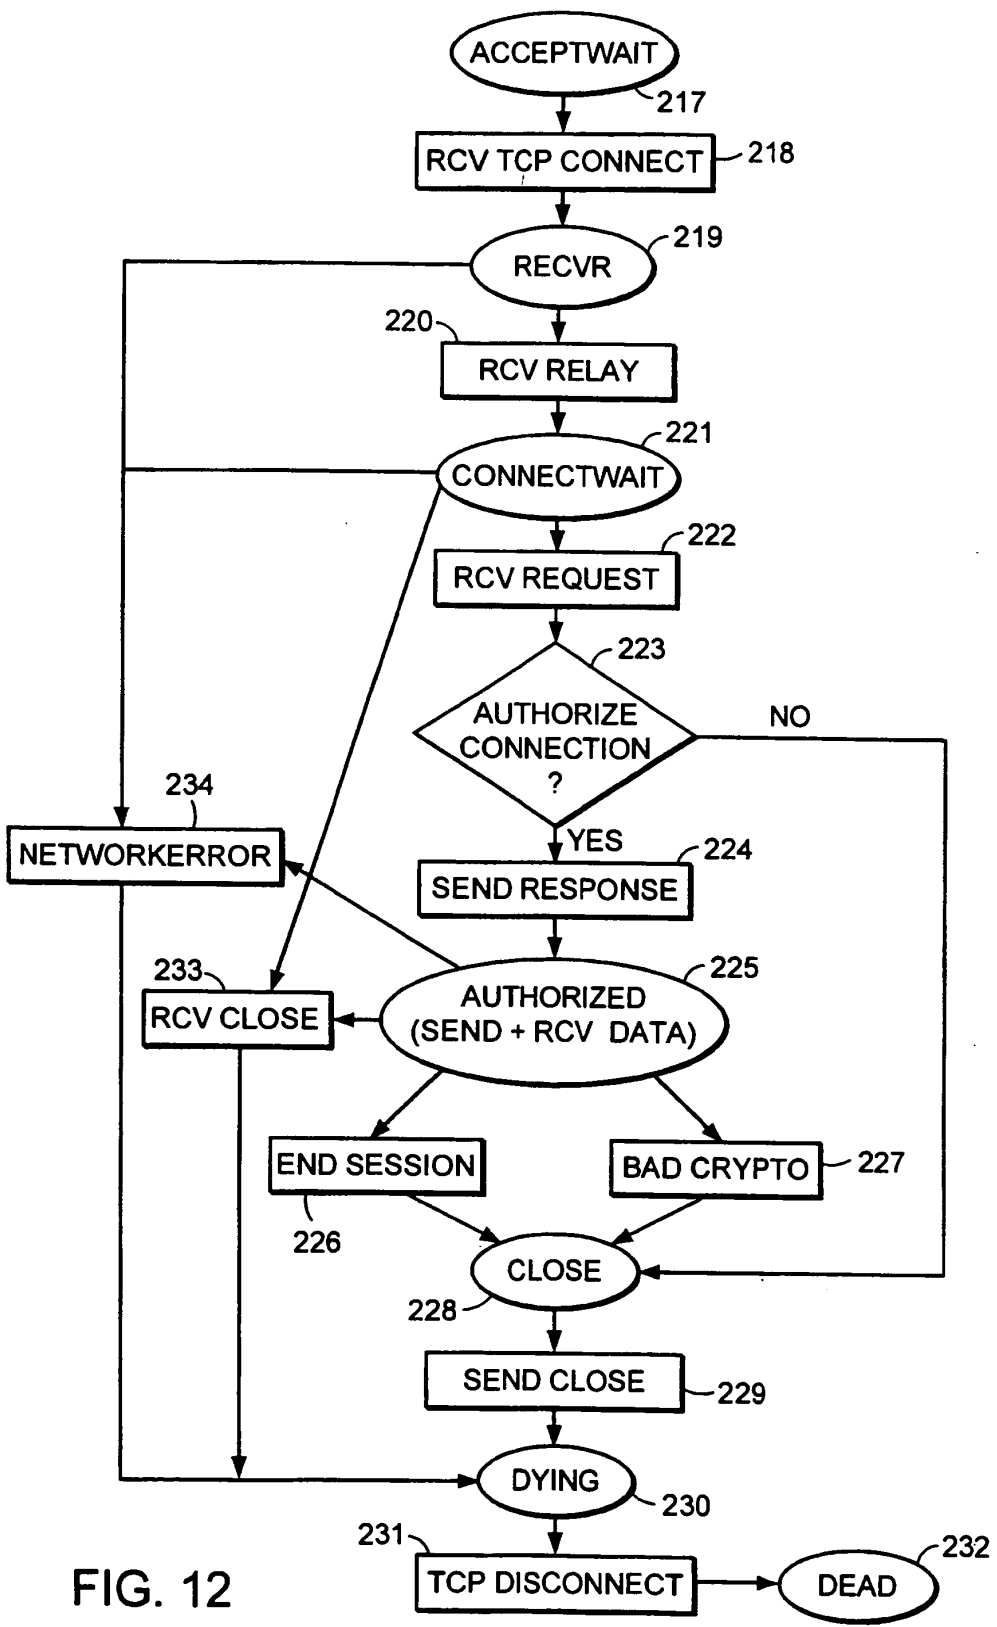 ACCEPTWAIT
217
RCV TCP CONNECT
218
RECVR
219
220
RCV RELAY
221
CONNECTWAIT
222
RCV REQUEST
223
AUTHORIZE
CONNECTION
?
NO
YES
234
NETWORKERROR
224
SEND RESPONSE
225
AUTHORIZED
(SEND + RCV DATA)
233
RCV CLOSE
END SESSION
226
BAD CRYPTO
227
CLOSE
228
SEND CLOSE
229
DYING
230
231
TCP DISCONNECT
232
DEAD
FIG. 12